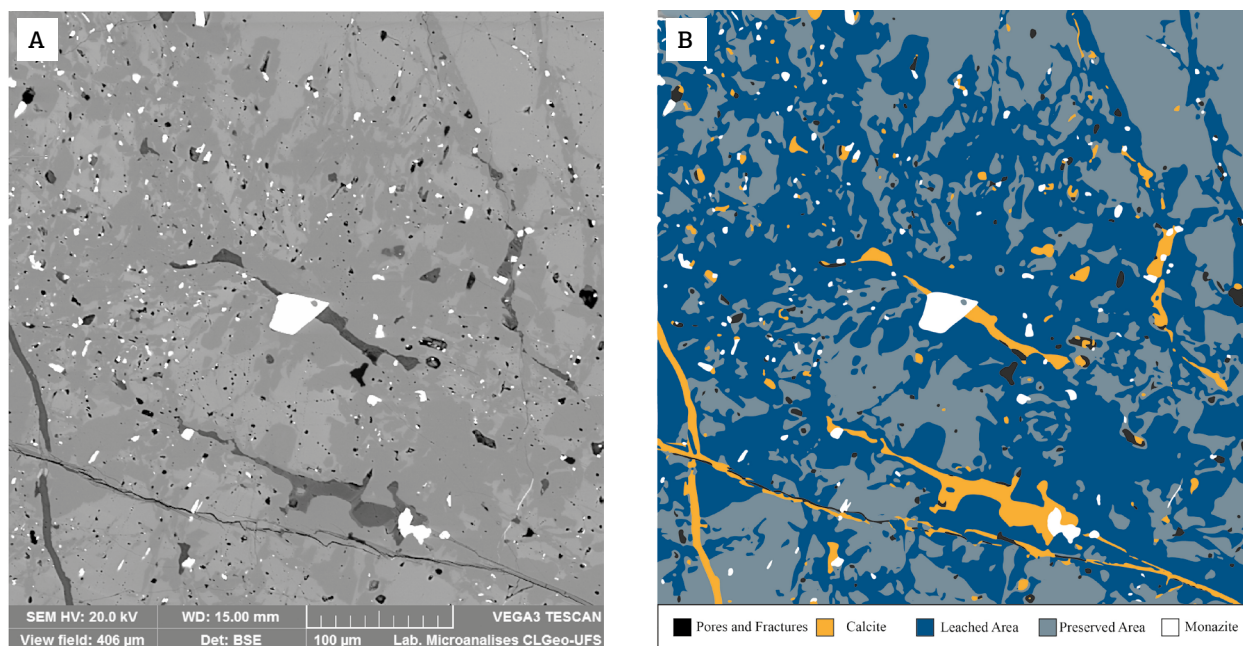 A
B
SEM HV: 20.0 kV WD: 15.00 mm VEGA3 TESCAN
View field: 406 µm Det: BSE 100 µm Lab. Microanalises CLGeo-UFS
Pores and Fractures Calcite Leached Area Preserved Area Monazite